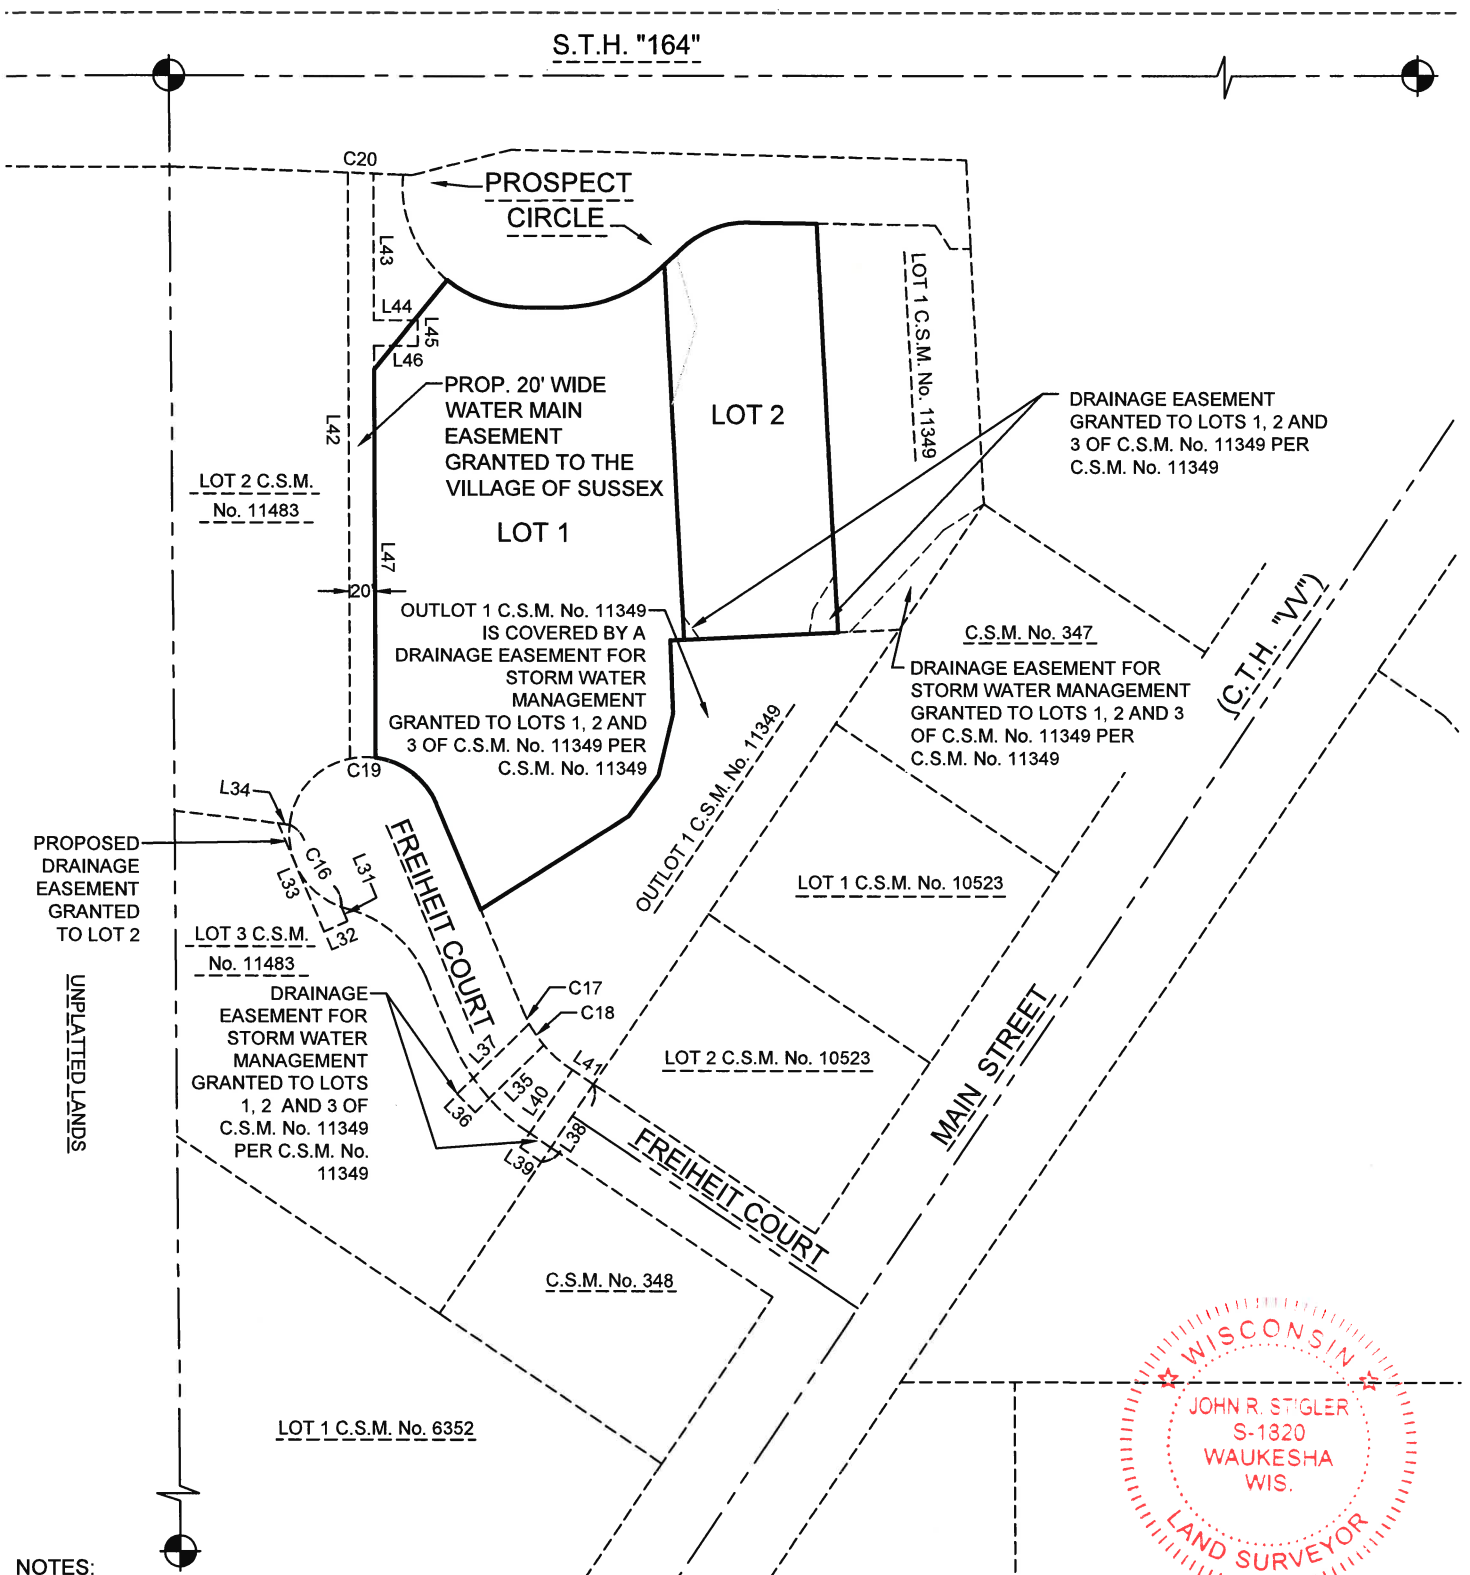 S.T.H. "164"
C20
PROSPECT
CIRCLE
L43
L44
L45
L46
L42
L47
20'
PROP. 20' WIDE
WATER MAIN
EASEMENT
GRANTED TO THE
VILLAGE OF SUSSEX
LOT 1
LOT 2
LOT 1 C.S.M. No. 11349
DRAINAGE EASEMENT
GRANTED TO LOTS 1, 2 AND
3 OF C.S.M. No. 11349 PER
C.S.M. No. 11349
LOT 2 C.S.M.
No. 11483
OUTLOT 1 C.S.M. No. 11349
IS COVERED BY A
DRAINAGE EASEMENT FOR
STORM WATER
MANAGEMENT
GRANTED TO LOTS 1, 2 AND
3 OF C.S.M. No. 11349 PER
C.S.M. No. 11349
C.S.M. No. 347
DRAINAGE EASEMENT FOR
STORM WATER MANAGEMENT
GRANTED TO LOTS 1, 2 AND 3
OF C.S.M. No. 11349 PER
C.S.M. No. 11349
(C.T.H. "VV")
OUTLOT 1 C.S.M. No. 11349
C19
L34
PROPOSED
DRAINAGE
EASEMENT
GRANTED
TO LOT 2
C16
L31
L33
L32
FREIHEIT COURT
LOT 1 C.S.M. No. 10523
LOT 3 C.S.M.
No. 11483
UNPLATTED LANDS
DRAINAGE
EASEMENT FOR
STORM WATER
MANAGEMENT
GRANTED TO LOTS
1, 2 AND 3 OF
C.S.M. No. 11349
PER C.S.M. No.
11349
C17
C18
L37
L35
L36
L40
L41
L38
L39
LOT 2 C.S.M. No. 10523
MAIN STREET
FREIHEIT COURT
C.S.M. No. 348
LOT 1 C.S.M. No. 6352
WISCONSIN
JOHN R. STIGLER
S-1320
WAUKESHA
WIS.
LAND SURVEYOR
NOTES: